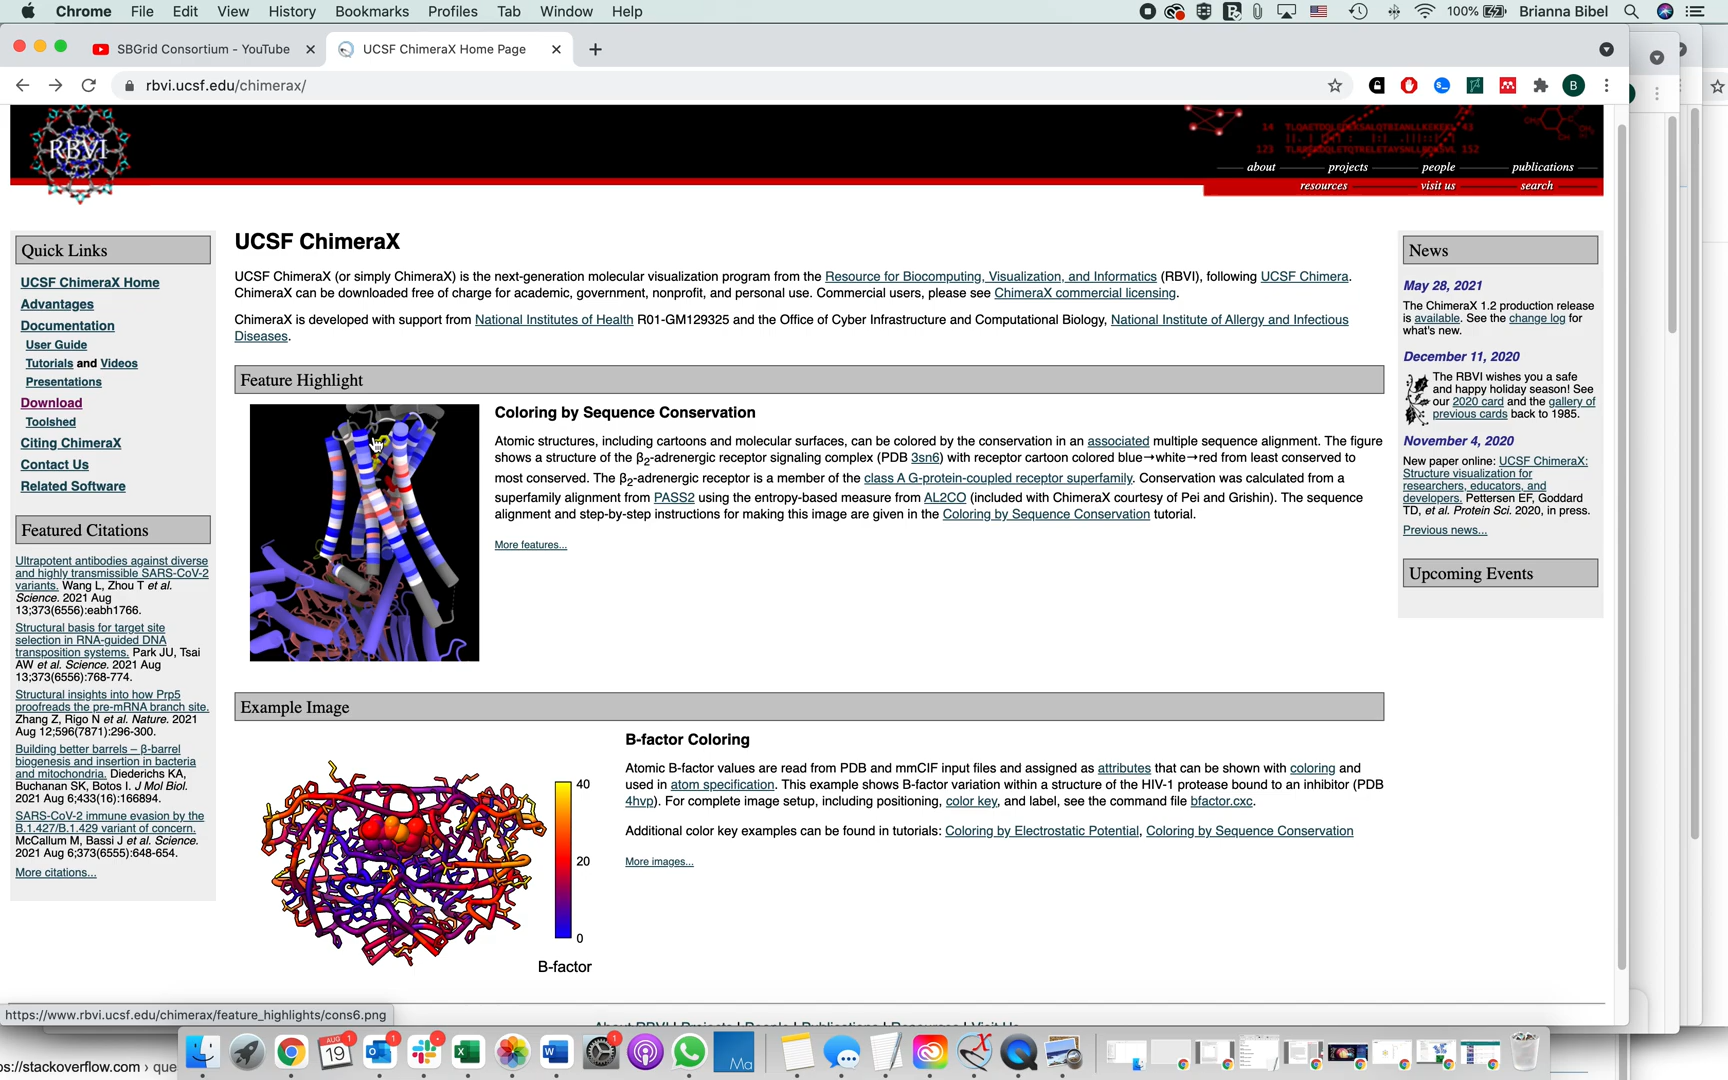 Chrome File Edit View History Bookmarks Profiles Tab Window Help 100% Brianna Bibel
SBGrid Consortium - YouTube
UCSF ChimeraX Home Page
rbvi.ucsf.edu/chimerax/
B
RBVI
about projects people publications
resources visit us search
Quick Links
UCSF ChimeraX Home
Advantages
Documentation
User Guide
Tutorials and Videos
Presentations
Download
Toolshed
Citing ChimeraX
Contact Us
Related Software
Featured Citations
Ultrapotent antibodies against diverse
and highly transmissible SARS-CoV-2
variants. Wang L, Zhou T et al.
Science. 2021 Aug
13;373(6556):eabh1766.
Structural basis for target site
selection in RNA-guided DNA
transposition systems. Park JU, Tsai
AW et al. Science. 2021 Aug
13;373(6556):768-774.
Structural insights into how Prp5
proofreads the pre-mRNA branch site.
Zhang Z, Rigo N et al. Nature. 2021
Aug 12;596(7871):296-300.
Building better barrels – β-barrel
biogenesis and insertion in bacteria
and mitochondria. Diederichs KA,
Buchanan SK, Botos I. J Mol Biol.
2021 Aug 6;433(16):166894.
SARS-CoV-2 immune evasion by the
B.1.427/B.1.429 variant of concern.
McCallum M, Bassi J et al. Science.
2021 Aug 6;373(6555):648-654.
More citations...
UCSF ChimeraX
UCSF ChimeraX (or simply ChimeraX) is the next-generation molecular visualization program from the Resource for Biocomputing, Visualization, and Informatics (RBVI), following UCSF Chimera.
ChimeraX can be downloaded free of charge for academic, government, nonprofit, and personal use. Commercial users, please see ChimeraX commercial licensing.
ChimeraX is developed with support from National Institutes of Health R01-GM129325 and the Office of Cyber Infrastructure and Computational Biology, National Institute of Allergy and Infectious
Diseases.
Feature Highlight
Coloring by Sequence Conservation
Atomic structures, including cartoons and molecular surfaces, can be colored by the conservation in an associated multiple sequence alignment. The figure
shows a structure of the β2-adrenergic receptor signaling complex (PDB 3sn6) with receptor cartoon colored blue→white→red from least conserved to
most conserved. The β2-adrenergic receptor is a member of the class A G-protein-coupled receptor superfamily. Conservation was calculated from a
superfamily alignment from PASS2 using the entropy-based measure from AL2CO (included with ChimeraX courtesy of Pei and Grishin). The sequence
alignment and step-by-step instructions for making this image are given in the Coloring by Sequence Conservation tutorial.
More features...
Example Image
40
20
0
B-factor
B-factor Coloring
Atomic B-factor values are read from PDB and mmCIF input files and assigned as attributes that can be shown with coloring and
used in atom specification. This example shows B-factor variation within a structure of the HIV-1 protease bound to an inhibitor (PDB
4hvp). For complete image setup, including positioning, color key, and label, see the command file bfactor.cxc.
Additional color key examples can be found in tutorials: Coloring by Electrostatic Potential, Coloring by Sequence Conservation
More images...
News
May 28, 2021
The ChimeraX 1.2 production release
is available. See the change log for
what's new.
December 11, 2020
The RBVI wishes you a safe
and happy holiday season! See
our 2020 card and the gallery of
previous cards back to 1985.
November 4, 2020
New paper online: UCSF ChimeraX:
Structure visualization for
researchers, educators, and
developers. Pettersen EF, Goddard
TD, et al. Protein Sci. 2020, in press.
Previous news...
Upcoming Events
https://www.rbvi.ucsf.edu/chimerax/feature_highlights/cons6.png
AUG
19
Ma
ps://stackoverflow.com › que